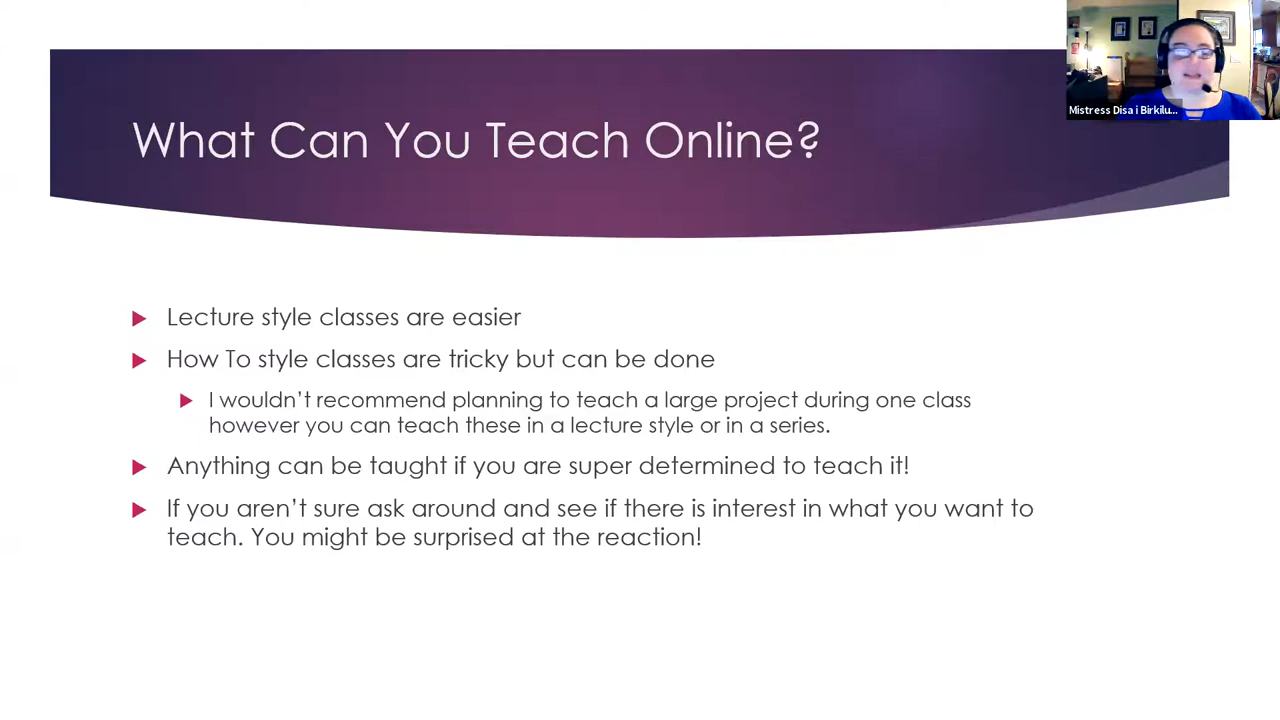 Mistress Disa i Birkilu...
What Can You Teach Online?
Lecture style classes are easier
How To style classes are tricky but can be done
I wouldn't recommend planning to teach a large project during one class
however you can teach these in a lecture style or in a series.
Anything can be taught if you are super determined to teach it!
If you aren't sure ask around and see if there is interest in what you want to
teach. You might be surprised at the reaction!